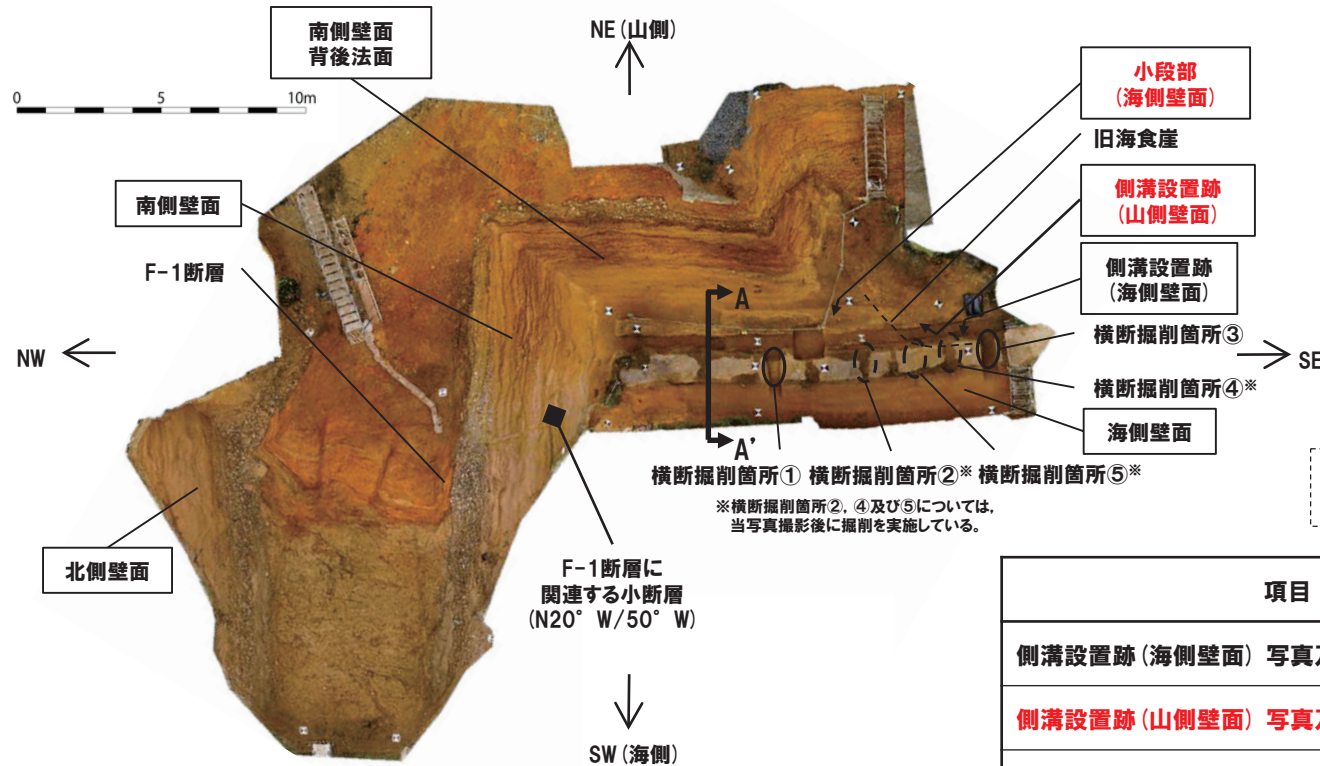 南側壁面
背後法面
NE(山側)
小段部
(海側壁面)
0 5 10m
旧海食崖
側溝設置跡
(山側壁面)
南側壁面
側溝設置跡
(海側壁面)
F-1断層
A
横断掘削箇所③
NW
SE
横断掘削箇所④※
海側壁面
A'
横断掘削箇所① 横断掘削箇所②※ 横断掘削箇所⑤※
※横断掘削箇所②,④及び⑤については,
当写真撮影後に掘削を実施している。
北側壁面
F-1断層に
関連する小断層
(N20°W/50°W)
SW(海側)
項目
側溝設置跡(海側壁面) 写真
側溝設置跡(山側壁面) 写真